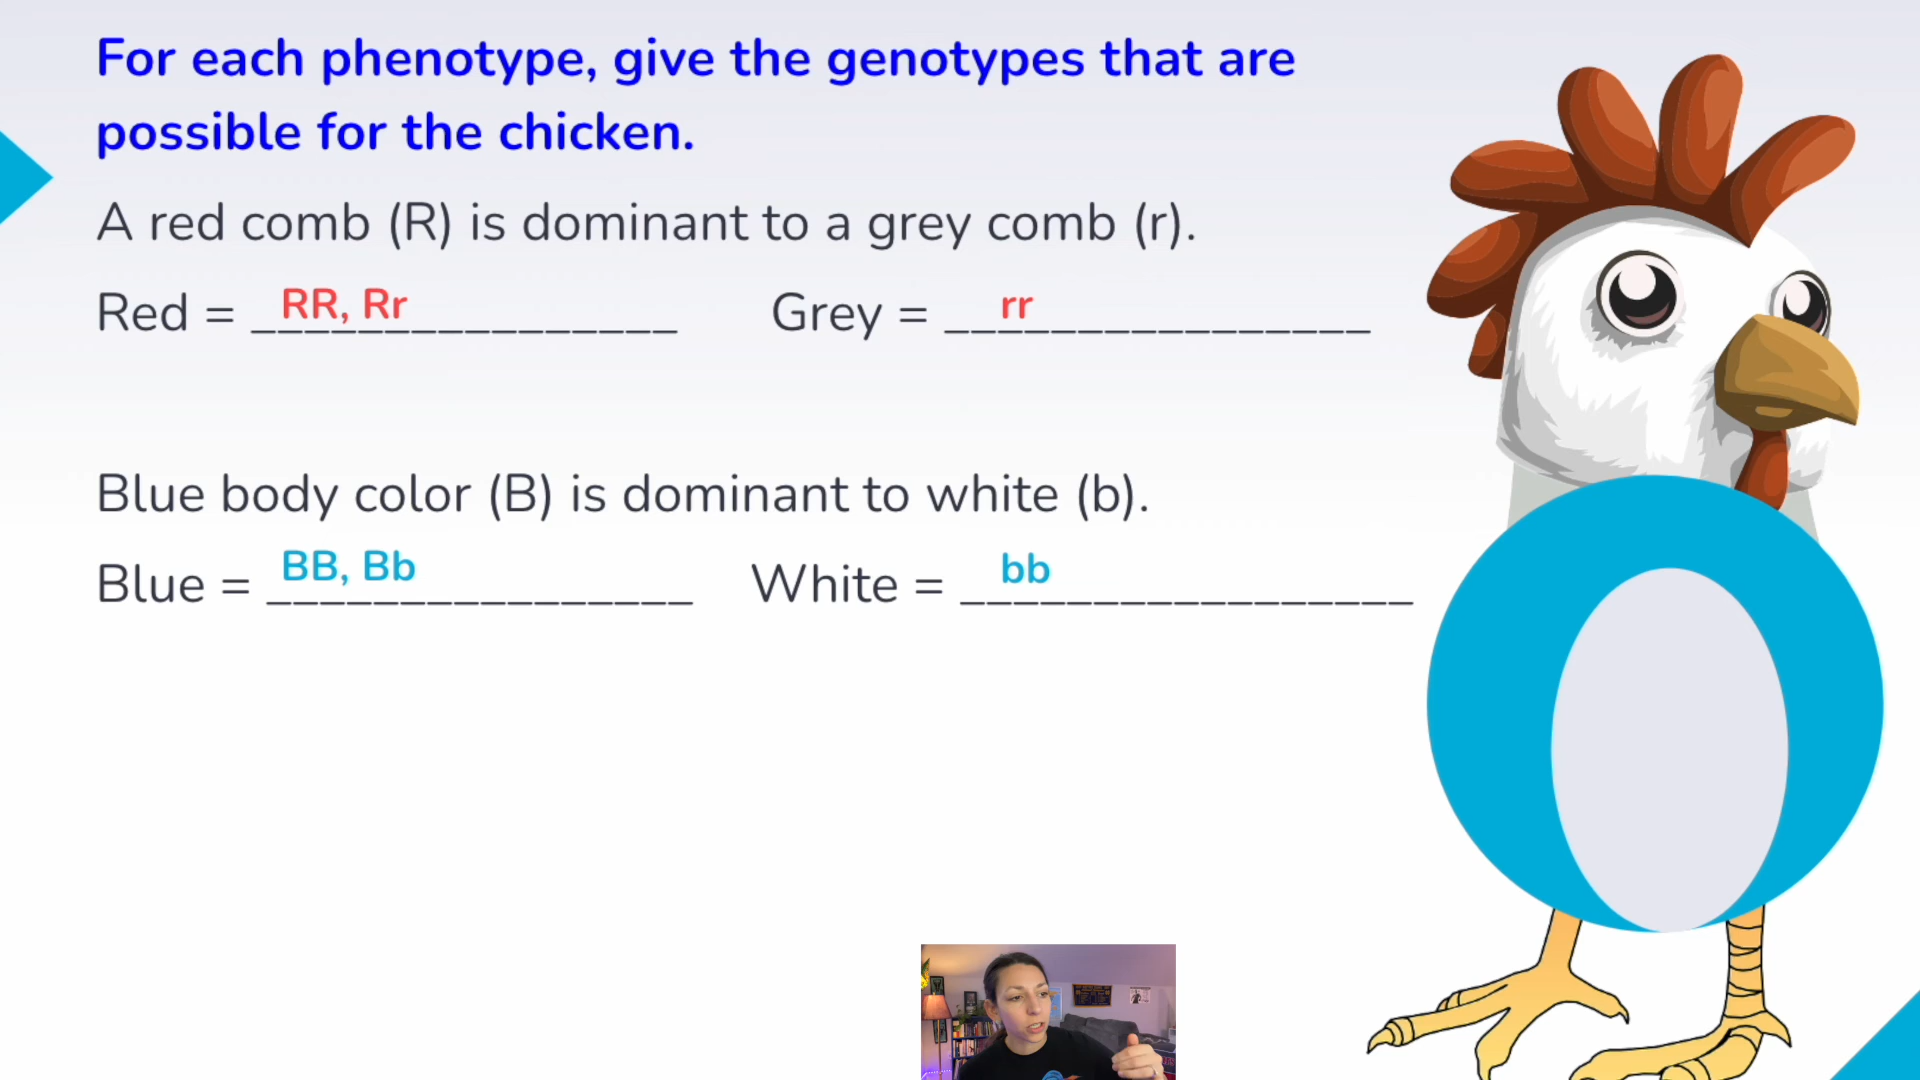 For each phenotype, give the genotypes that are
possible for the chicken.
A red comb (R) is dominant to a grey comb (r).
Red = RR, Rr Grey = rr
Blue body color (B) is dominant to white (b).
Blue = BB, Bb White = bb